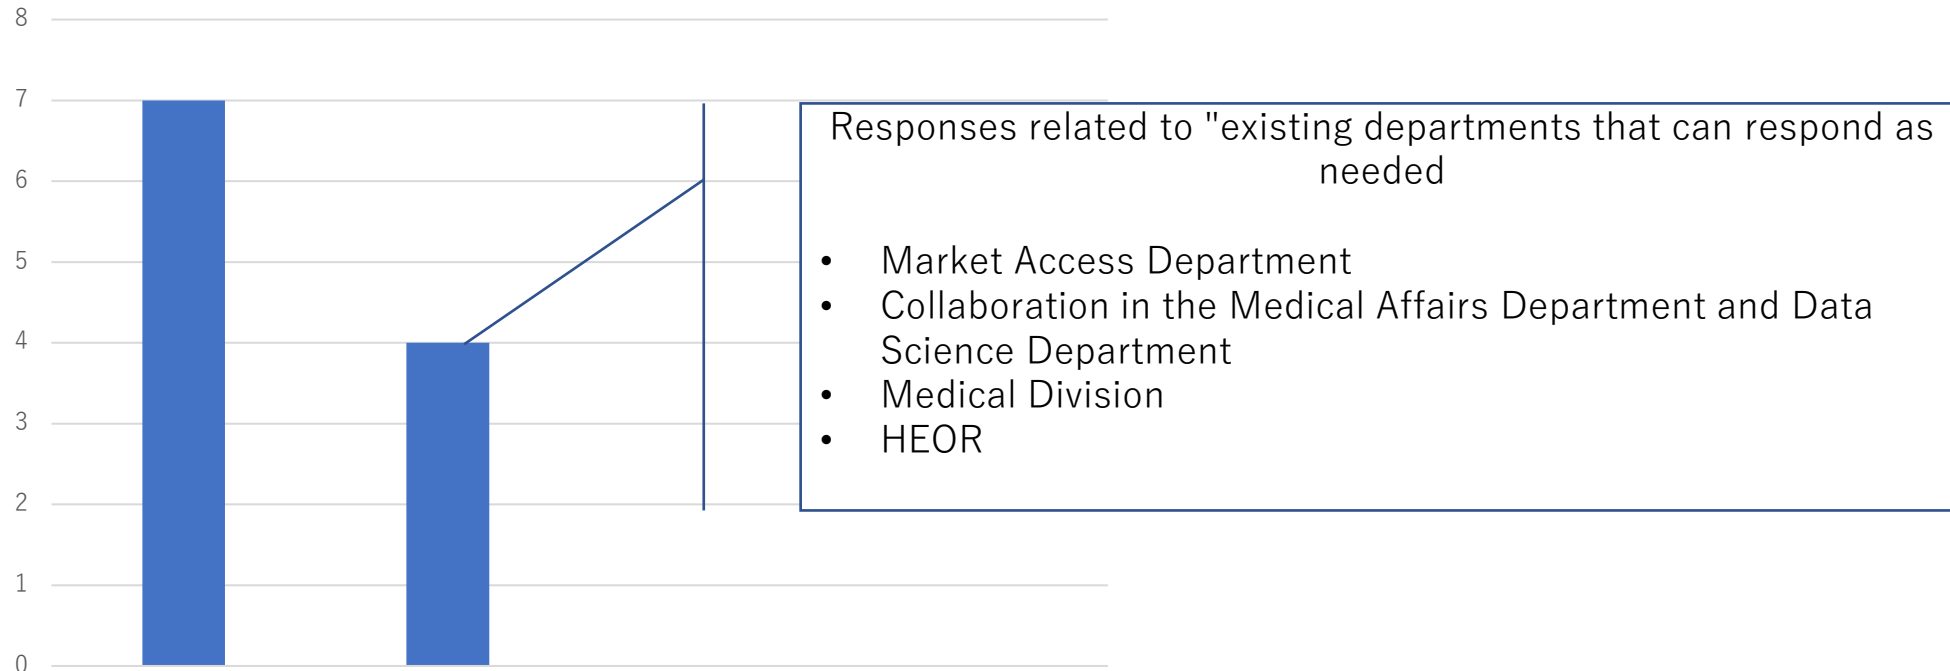 8
7
6
5
4
3
2
1
0
Responses related to "existing departments that can respond as
needed
• Market Access Department
• Collaboration in the Medical Affairs Department and Data
Science Department
• Medical Division
• HEOR